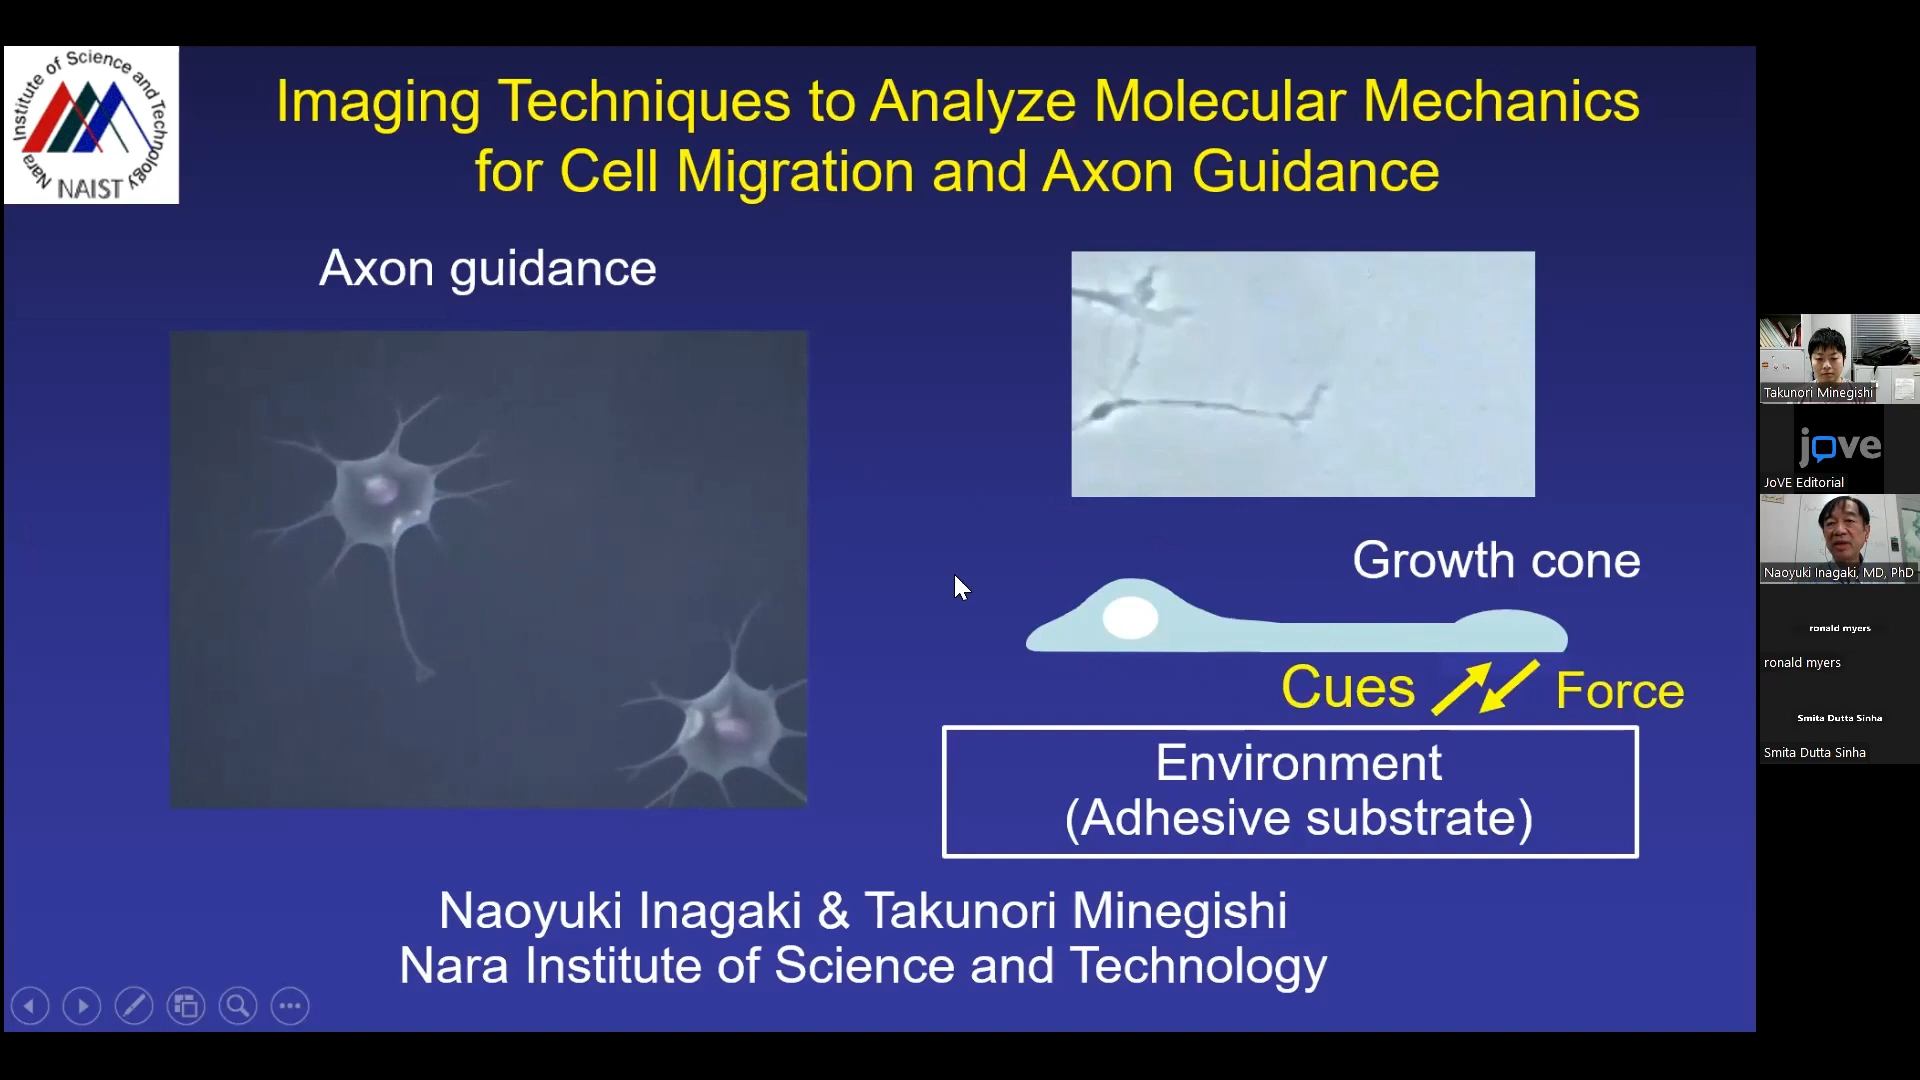 Nara Institute of Science and Technology
NAIST
Imaging Techniques to Analyze Molecular Mechanics
for Cell Migration and Axon Guidance
Axon guidance
Growth cone
Cues
Force
Environment
(Adhesive substrate)
Naoyuki Inagaki & Takunori Minegishi
Nara Institute of Science and Technology
Takunori Minegishi
jove
JoVE Editorial
Naoyuki Inagaki, MD, PhD
ronald myers
ronald myers
Smita Dutta Sinha
Smita Dutta Sinha